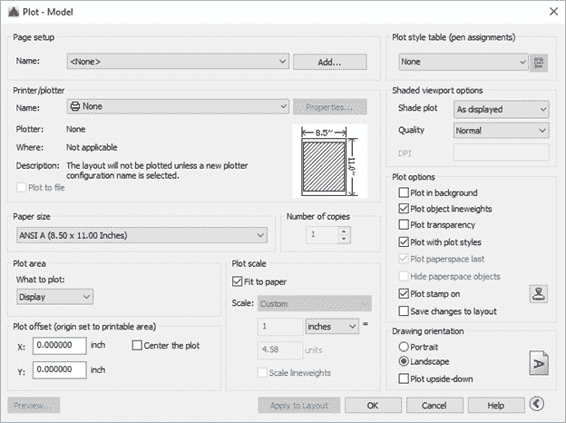 Plot - Model
Page setup
Name: <None> Add...
Printer/plotter
Name: None Properties...
Plotter: None
Where: Not applicable
Description: The layout will not be plotted unless a new plotter
configuration name is selected.
Plot to file
8.5"
11.0"
Paper size
ANSI A (8.50 x 11.00 Inches)
Number of copies
1
Plot area
What to plot:
Display
Plot offset (origin set to printable area)
X: 0.000000 inch Center the plot
Y: 0.000000 inch
Plot scale
Fit to paper
Scale: Custom
1 inches =
4.58 units
Scale lineweights
Plot style table (pen assignments)
None
Shaded viewport options
Shade plot As displayed
Quality Normal
DPI
Plot options
Plot in background
Plot object lineweights
Plot transparency
Plot with plot styles
Plot paperspace last
Hide paperspace objects
Plot stamp on
Save changes to layout
Drawing orientation
Portrait
Landscape
Plot upside-down
A
Preview... Apply to Layout OK Cancel Help